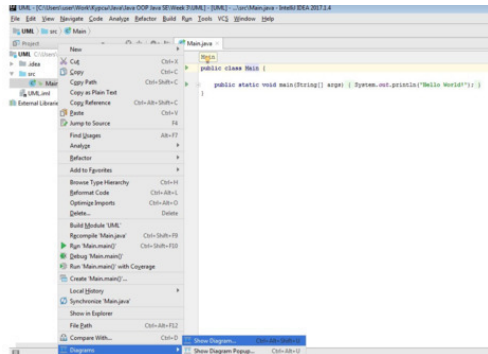 UML - [C:\Users\user\Work\Курсы\Java\Java OOP Java SE\Week 7\UML] - [UML] - ...\src\Main.java - IntelliJ IDEA 2017.1.4
File Edit View Navigate Code Analyze Refactor Build Run Tools VCS Window Help
UML src Main
Project
Main.java
UML C:\Users\
.idea
src
Main
UML.iml
External Libraries
New
Cut Ctrl+X
Copy Ctrl+C
Copy Path Ctrl+Shift+C
Copy as Plain Text
Copy Reference Ctrl+Alt+Shift+C
Paste Ctrl+V
Jump to Source F4
Find Usages Alt+F7
Analyze
Refactor
Add to Favorites
Browse Type Hierarchy Ctrl+H
Reformat Code Ctrl+Alt+L
Optimize Imports Ctrl+Alt+O
Delete... Delete
Build Module 'UML'
Recompile 'Main.java' Ctrl+Shift+F9
Run 'Main.main()' Ctrl+Shift+F10
Debug 'Main.main()'
Run 'Main.main()' with Coverage
Create 'Main.main()'...
Local History
Synchronize 'Main.java'
Show in Explorer
File Path Ctrl+Alt+F12
Compare With... Ctrl+D
Diagrams
Show Diagram... Ctrl+Alt+Shift+U
Show Diagram Popup... Ctrl+Alt+U
Main
public class Main {
public static void main(String[] args) { System.out.println("Hello World!"); }
}